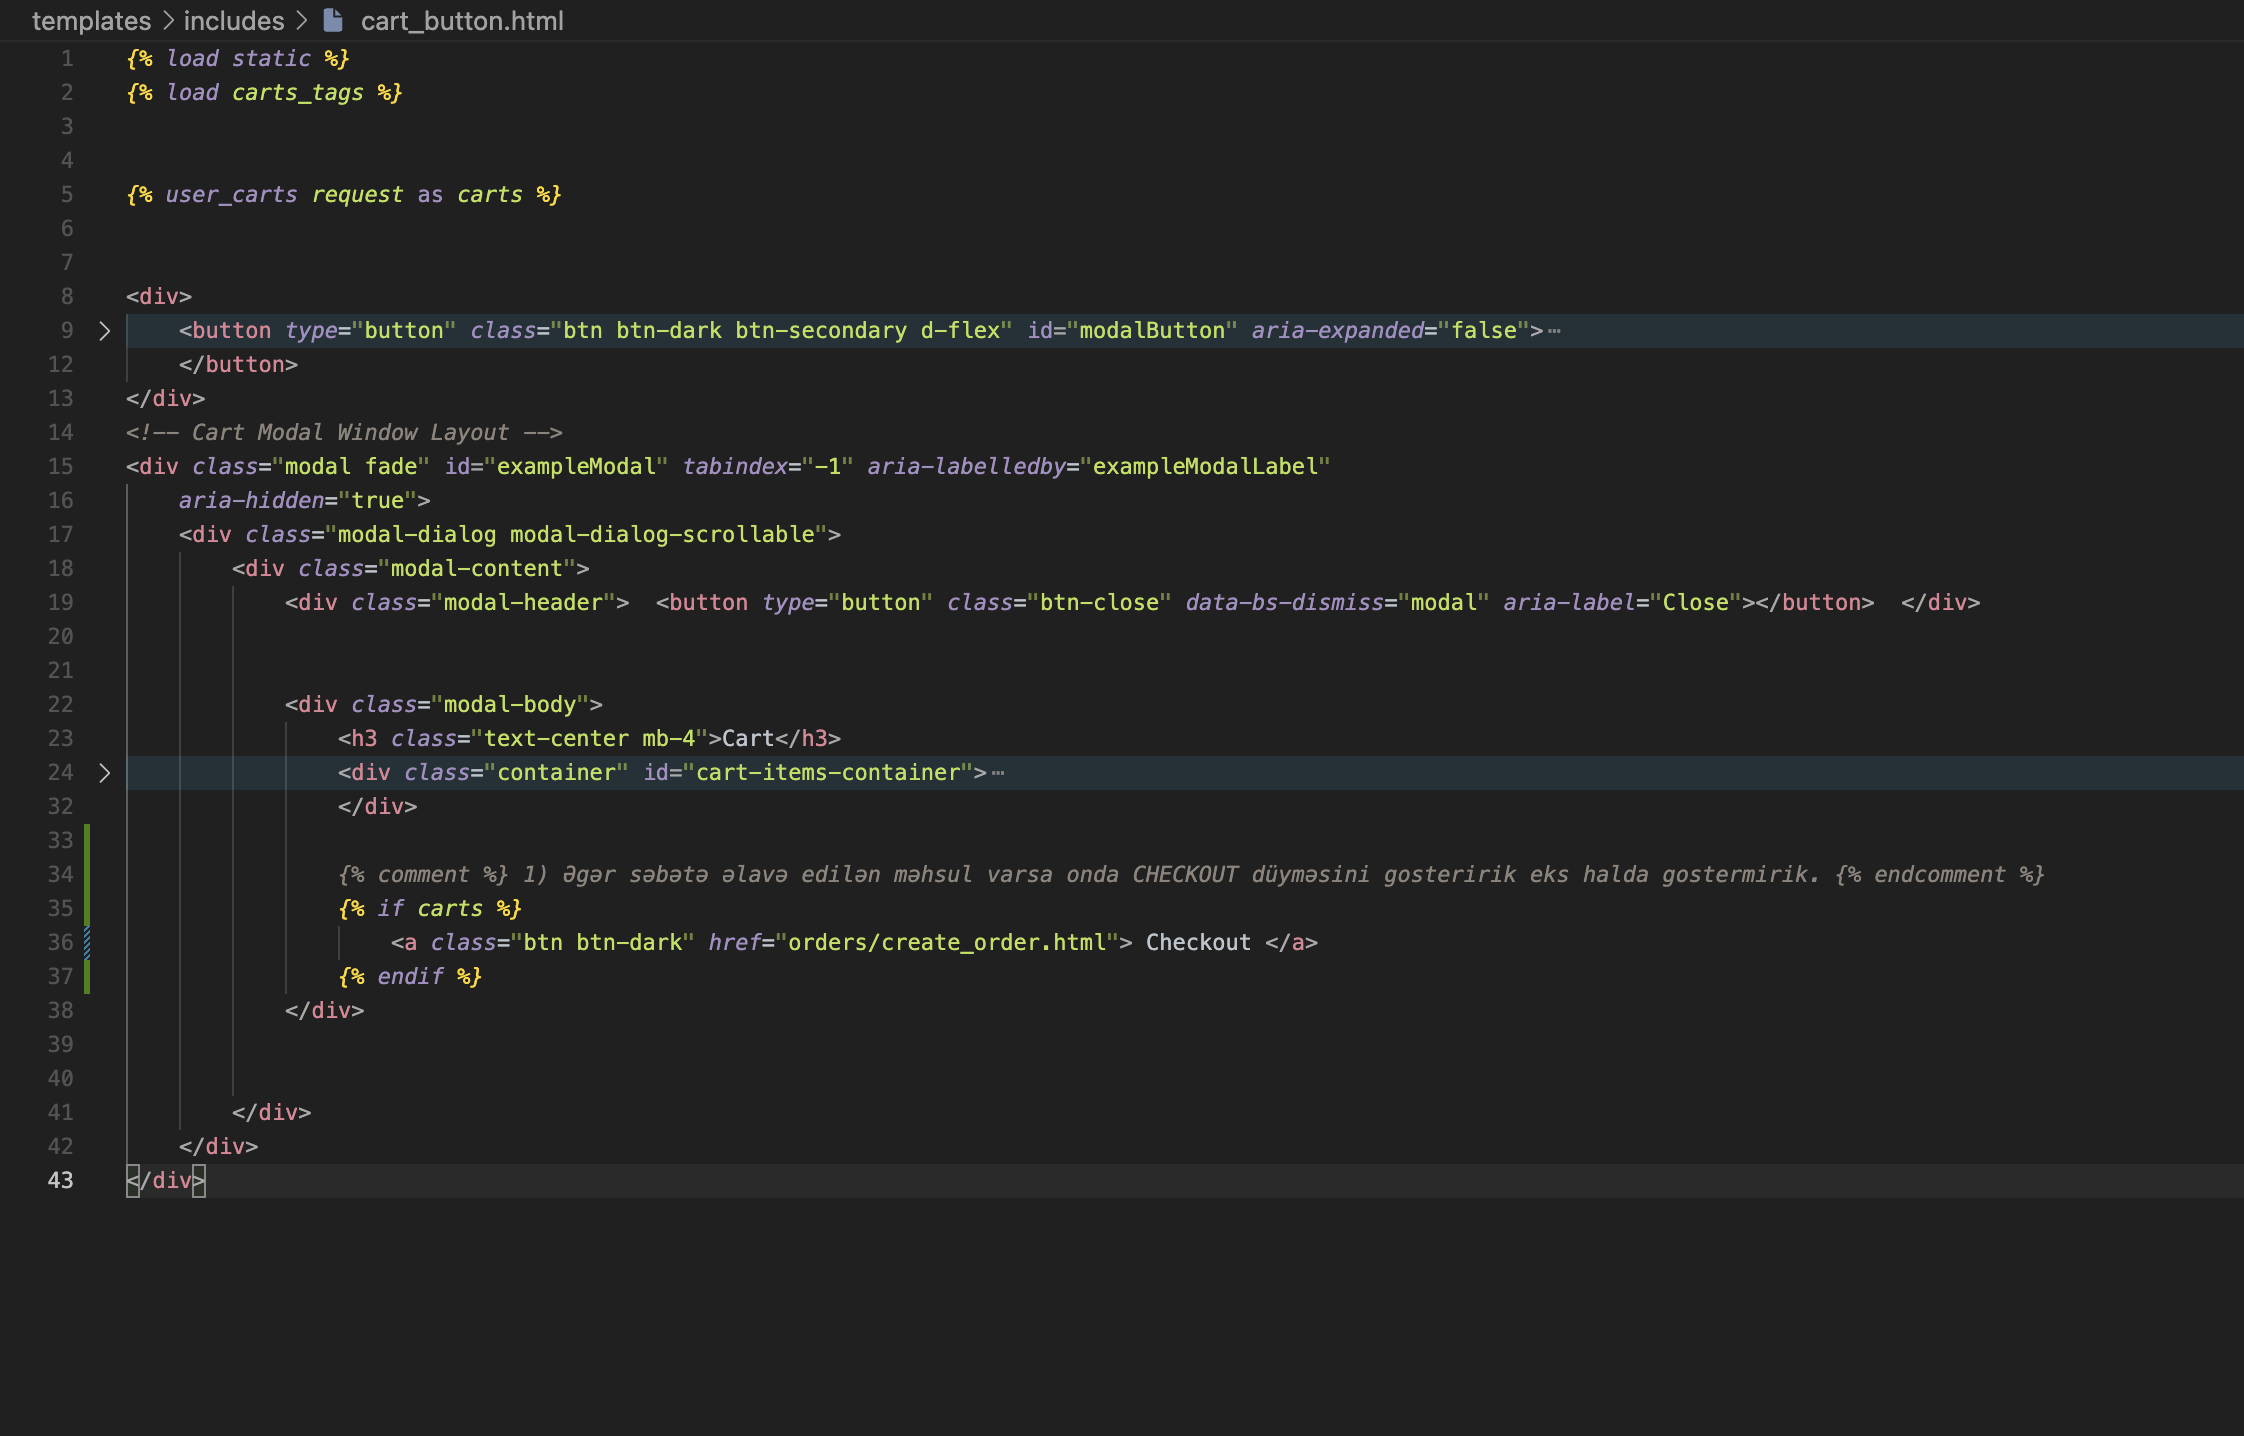 templates > includes > cart_button.html
1 {% load static %}
2 {% load carts_tags %}
3
4
5 {% user_carts request as carts %}
6
7
8 <div>
9 <button type="button" class="btn btn-dark btn-secondary d-flex" id="modalButton" aria-expanded="false">…
12 </button>
13 </div>
14 <!-- Cart Modal Window Layout -->
15 <div class="modal fade" id="exampleModal" tabindex="-1" aria-labelledby="exampleModalLabel"
16 aria-hidden="true">
17 <div class="modal-dialog modal-dialog-scrollable">
18 <div class="modal-content">
19 <div class="modal-header">  <button type="button" class="btn-close" data-bs-dismiss="modal" aria-label="Close"></button>  </div>
20
21
22 <div class="modal-body">
23 <h3 class="text-center mb-4">Cart</h3>
24 <div class="container" id="cart-items-container">…
32 </div>
33
34 {% comment %} 1) Əgər səbətə əlavə edilən məhsul varsa onda CHECKOUT düyməsini gosteririk eks halda gostermirik. {% endcomment %}
35 {% if carts %}
36 <a class="btn btn-dark" href="orders/create_order.html"> Checkout </a>
37 {% endif %}
38 </div>
39
40
41 </div>
42 </div>
43 </div>